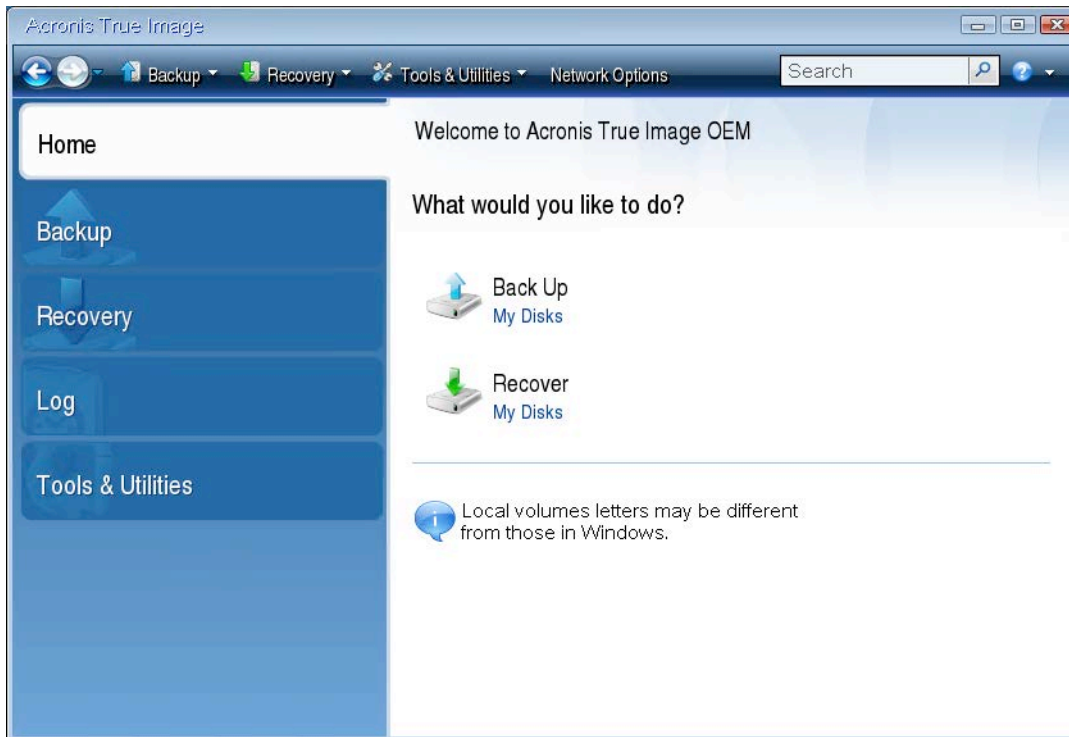 Acronis True Image
Backup
Recovery
Tools & Utilities
Network Options
Search
Home
Backup
Recovery
Log
Tools & Utilities
Welcome to Acronis True Image OEM
What would you like to do?
Back Up
My Disks
Recover
My Disks
Local volumes letters may be different
from those in Windows.